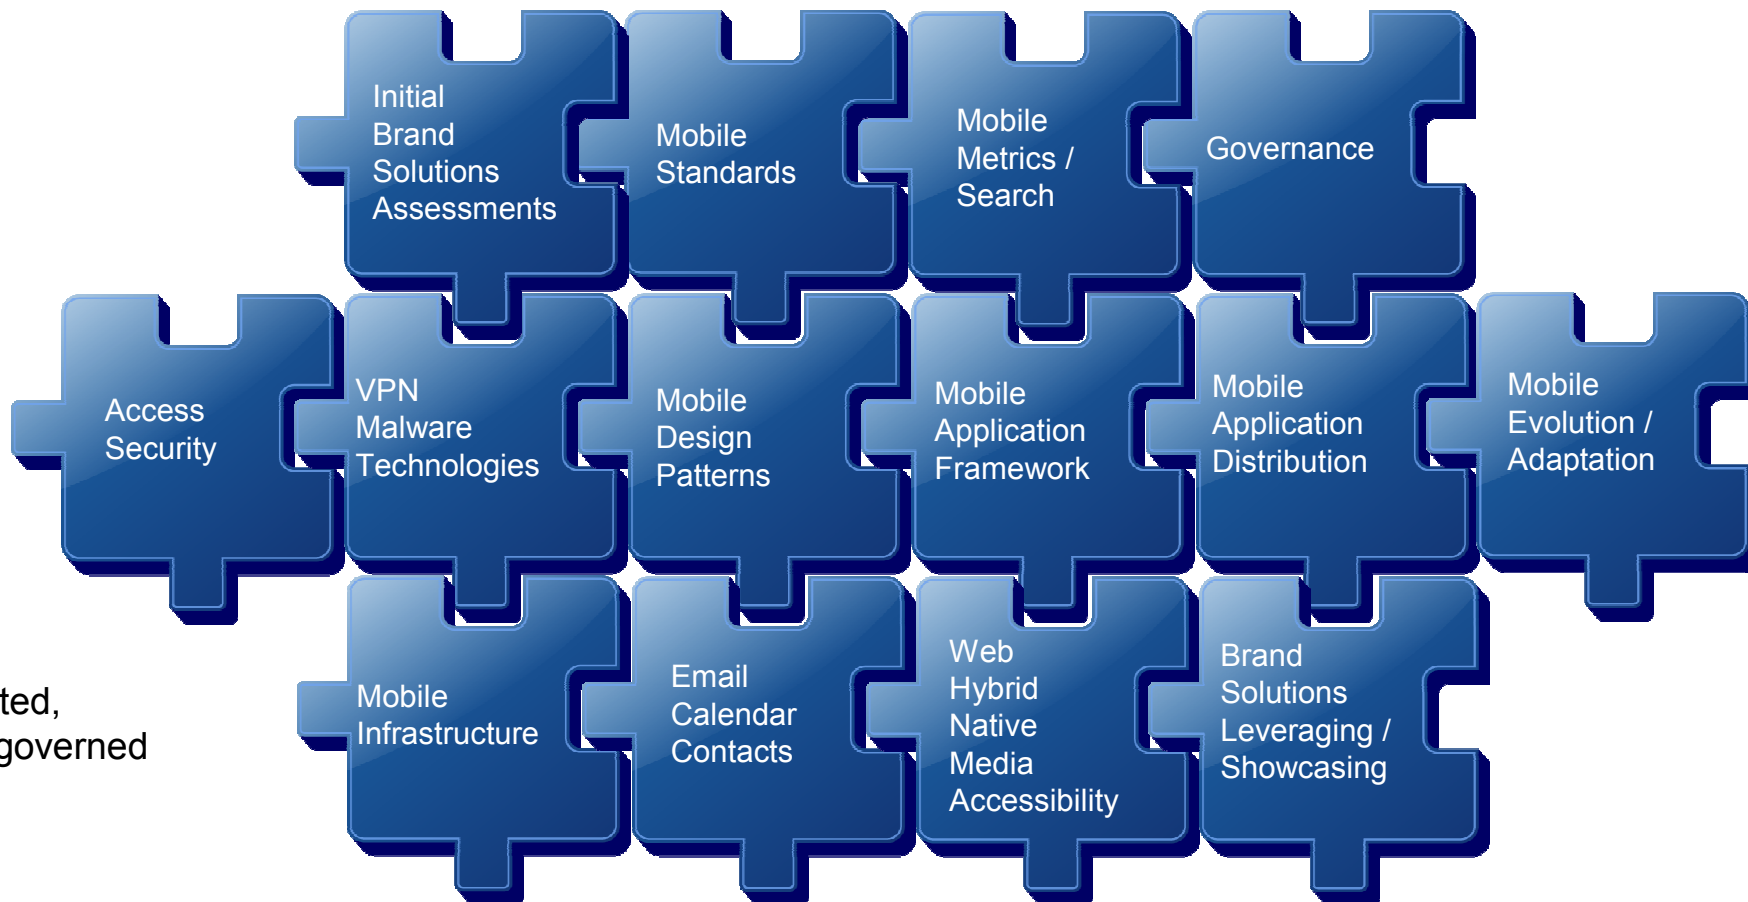 Initial
Brand
Solutions
Assessments
Mobile
Standards
Mobile
Metrics /
Search
Governance
Access
Security
VPN
Malware
Technologies
Mobile
Design
Patterns
Mobile
Application
Framework
Mobile
Application
Distribution
Mobile
Evolution /
Adaptation
Mobile
Infrastructure
Email
Calendar
Contacts
Web
Hybrid
Native
Media
Accessibility
Brand
Solutions
Leveraging /
Showcasing
ted,
governed